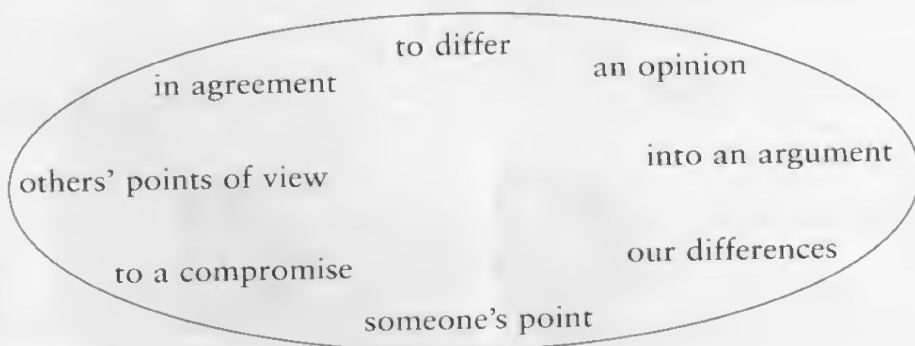 to differ
in agreement
an opinion
others’ points of view
into an argument
to a compromise
our differences
someone’s point